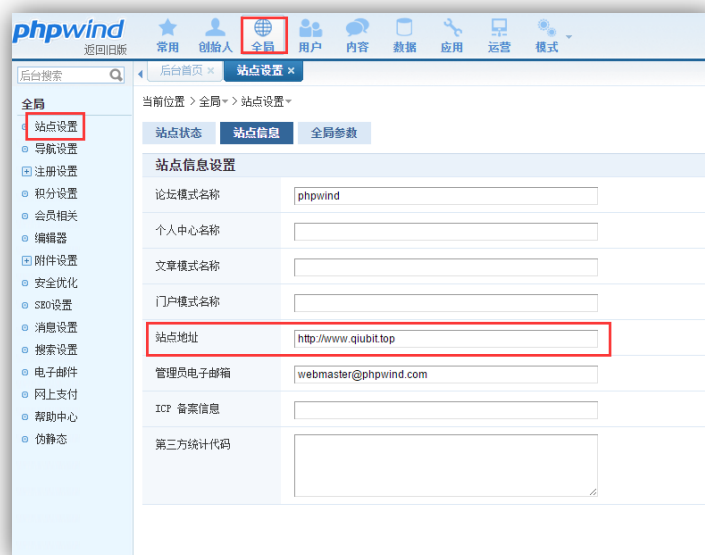 phpwind
返回旧版
常用 创始人 全局 用户 内容 数据 应用 运营 模式
后台搜索
后台首页 × 站点设置 ×
当前位置 > 全局 > 站点设置
全局
站点设置
导航设置
注册设置
积分设置
会员相关
编辑器
附件设置
安全优化
SEO设置
消息设置
搜索设置
电子邮件
网上支付
帮助中心
伪静态
站点状态 站点信息 全局参数
站点信息设置
论坛模式名称 phpwind
个人中心名称
文章模式名称
门户模式名称
站点地址 http://www.qiubit.top
管理员电子邮箱 webmaster@phpwind.com
ICP 备案信息
第三方统计代码